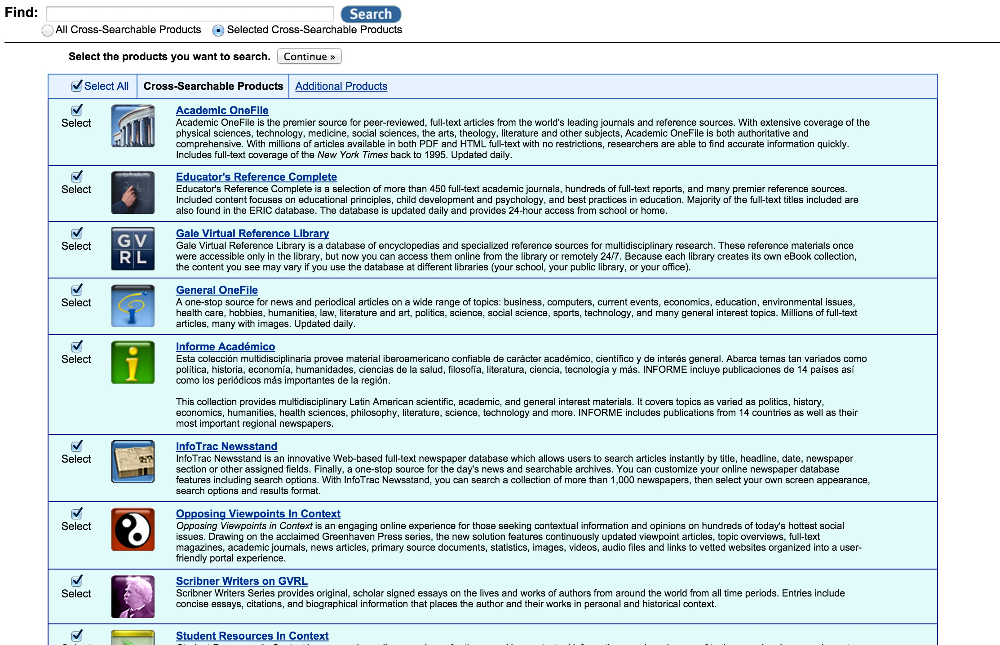 Find: Search
All Cross-Searchable Products Selected Cross-Searchable Products
Select the products you want to search. Continue »
Select All Cross-Searchable Products Additional Products
Select
Academic OneFile
Academic OneFile is the premier source for peer-reviewed, full-text articles from the world's leading journals and reference sources. With extensive coverage of the
physical sciences, technology, medicine, social sciences, the arts, theology, literature and other subjects, Academic OneFile is both authoritative and
comprehensive. With millions of articles available in both PDF and HTML full-text with no restrictions, researchers are able to find accurate information quickly.
Includes full-text coverage of the New York Times back to 1995. Updated daily.
Select
Educator's Reference Complete
Educator's Reference Complete is a selection of more than 450 full-text academic journals, hundreds of full-text reports, and many premier reference sources.
Included content focuses on educational principles, child development and psychology, and best practices in education. Majority of the full-text titles included are
also found in the ERIC database. The database is updated daily and provides 24-hour access from school or home.
Select
G V
R L
Gale Virtual Reference Library
Gale Virtual Reference Library is a database of encyclopedias and specialized reference sources for multidisciplinary research. These reference materials once
were accessible only in the library, but now you can access them online from the library or remotely 24/7. Because each library creates its own eBook collection,
the content you see may vary if you use the database at different libraries (your school, your public library, or your office).
Select
General OneFile
A one-stop source for news and periodical articles on a wide range of topics: business, computers, current events, economics, education, environmental issues,
health care, hobbies, humanities, law, literature and art, politics, science, social science, sports, technology, and many general interest topics. Millions of full-text
articles, many with images. Updated daily.
Select
Informe Académico
Esta colección multidisciplinaria provee material iberoamericano confiable de carácter académico, científico y de interés general. Abarca temas tan variados como
política, historia, economía, humanidades, ciencias de la salud, filosofía, literatura, ciencia, tecnología y más. INFORME incluye publicaciones de 14 países así
como los periódicos más importantes de la región.
This collection provides multidisciplinary Latin American scientific, academic, and general interest materials. It covers topics as varied as politics, history,
economics, humanities, health sciences, philosophy, literature, science, technology and more. INFORME includes publications from 14 countries as well as their
most important regional newspapers.
Select
InfoTrac Newsstand
InfoTrac Newsstand is an innovative Web-based full-text newspaper database which allows users to search articles instantly by title, headline, date, newspaper
section or other assigned fields. Finally, a one-stop source for the day's news and searchable archives. You can customize your online newspaper database
features including search options. With InfoTrac Newsstand, you can search a collection of more than 1,000 newspapers, then select your own screen appearance,
search options and results format.
Select
Opposing Viewpoints In Context
Opposing Viewpoints in Context is an engaging online experience for those seeking contextual information and opinions on hundreds of today's hottest social
issues. Drawing on the acclaimed Greenhaven Press series, the new solution features continuously updated viewpoint articles, topic overviews, full-text
magazines, academic journals, news articles, primary source documents, statistics, images, videos, audio files and links to vetted websites organized into a user-
friendly portal experience.
Select
Scribner Writers on GVRL
Scribner Writers Series provides original, scholar signed essays on the lives and works of authors from around the world from all time periods. Entries include
concise essays, citations, and biographical information that places the author and their works in personal and historical context.
Student Resources In Context